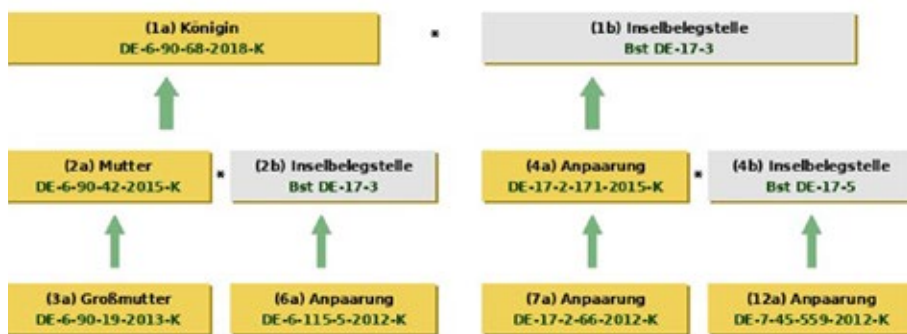 (1a) Königin
DE-6-90-68-2018-K
*
(1b) Inselbelegstelle
Bst DE-17-3
(2a) Mutter
DE-6-90-42-2015-K
*
(2b) Inselbelegstelle
Bst DE-17-3
(4a) Anpaarung
DE-17-2-171-2015-K
*
(4b) Inselbelegstelle
Bst DE-17-5
(3a) Großmutter
DE-6-90-19-2013-K
(6a) Anpaarung
DE-6-115-5-2012-K
(7a) Anpaarung
DE-17-2-66-2012-K
(12a) Anpaarung
DE-7-45-559-2012-K